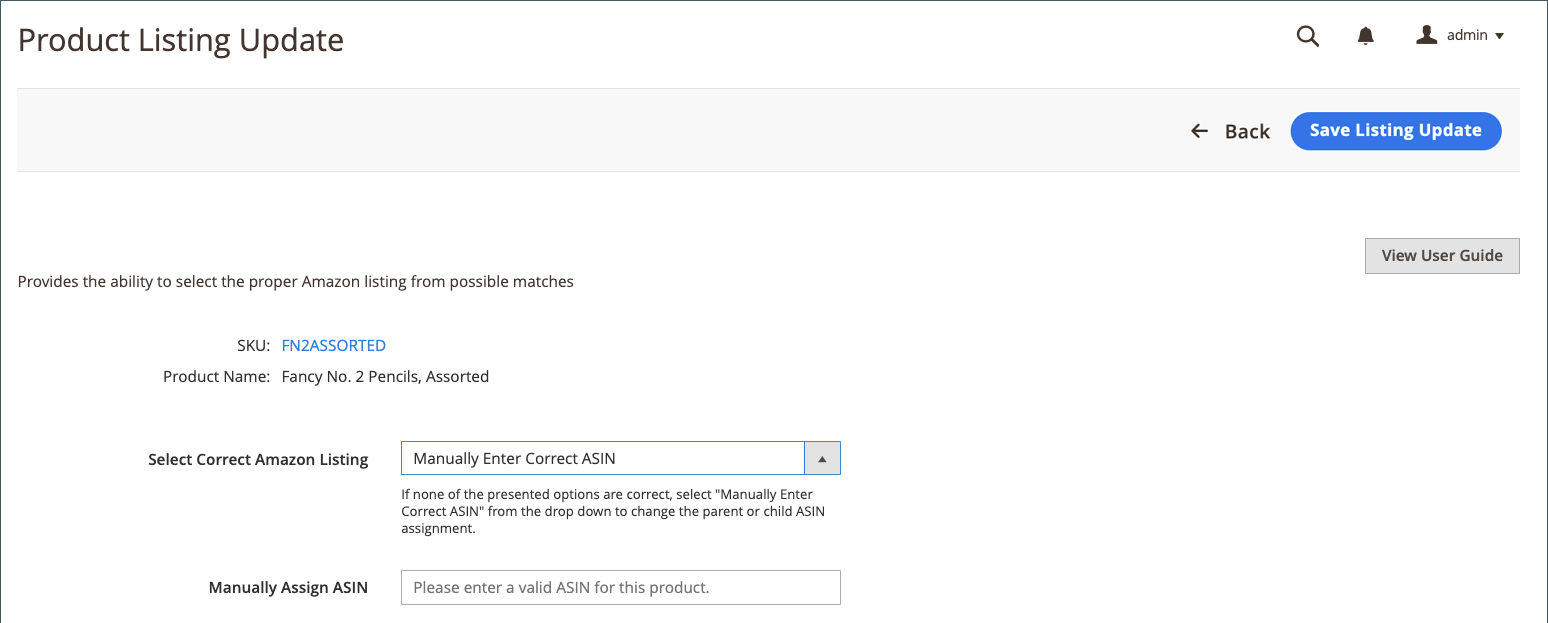 Product Listing Update
admin
Back
Save Listing Update
View User Guide
Provides the ability to select the proper Amazon listing from possible matches
SKU: FN2ASSORTED
Product Name: Fancy No. 2 Pencils, Assorted
Select Correct Amazon Listing
Manually Enter Correct ASIN
If none of the presented options are correct, select "Manually Enter
Correct ASIN" from the drop down to change the parent or child ASIN
assignment.
Manually Assign ASIN
Please enter a valid ASIN for this product.